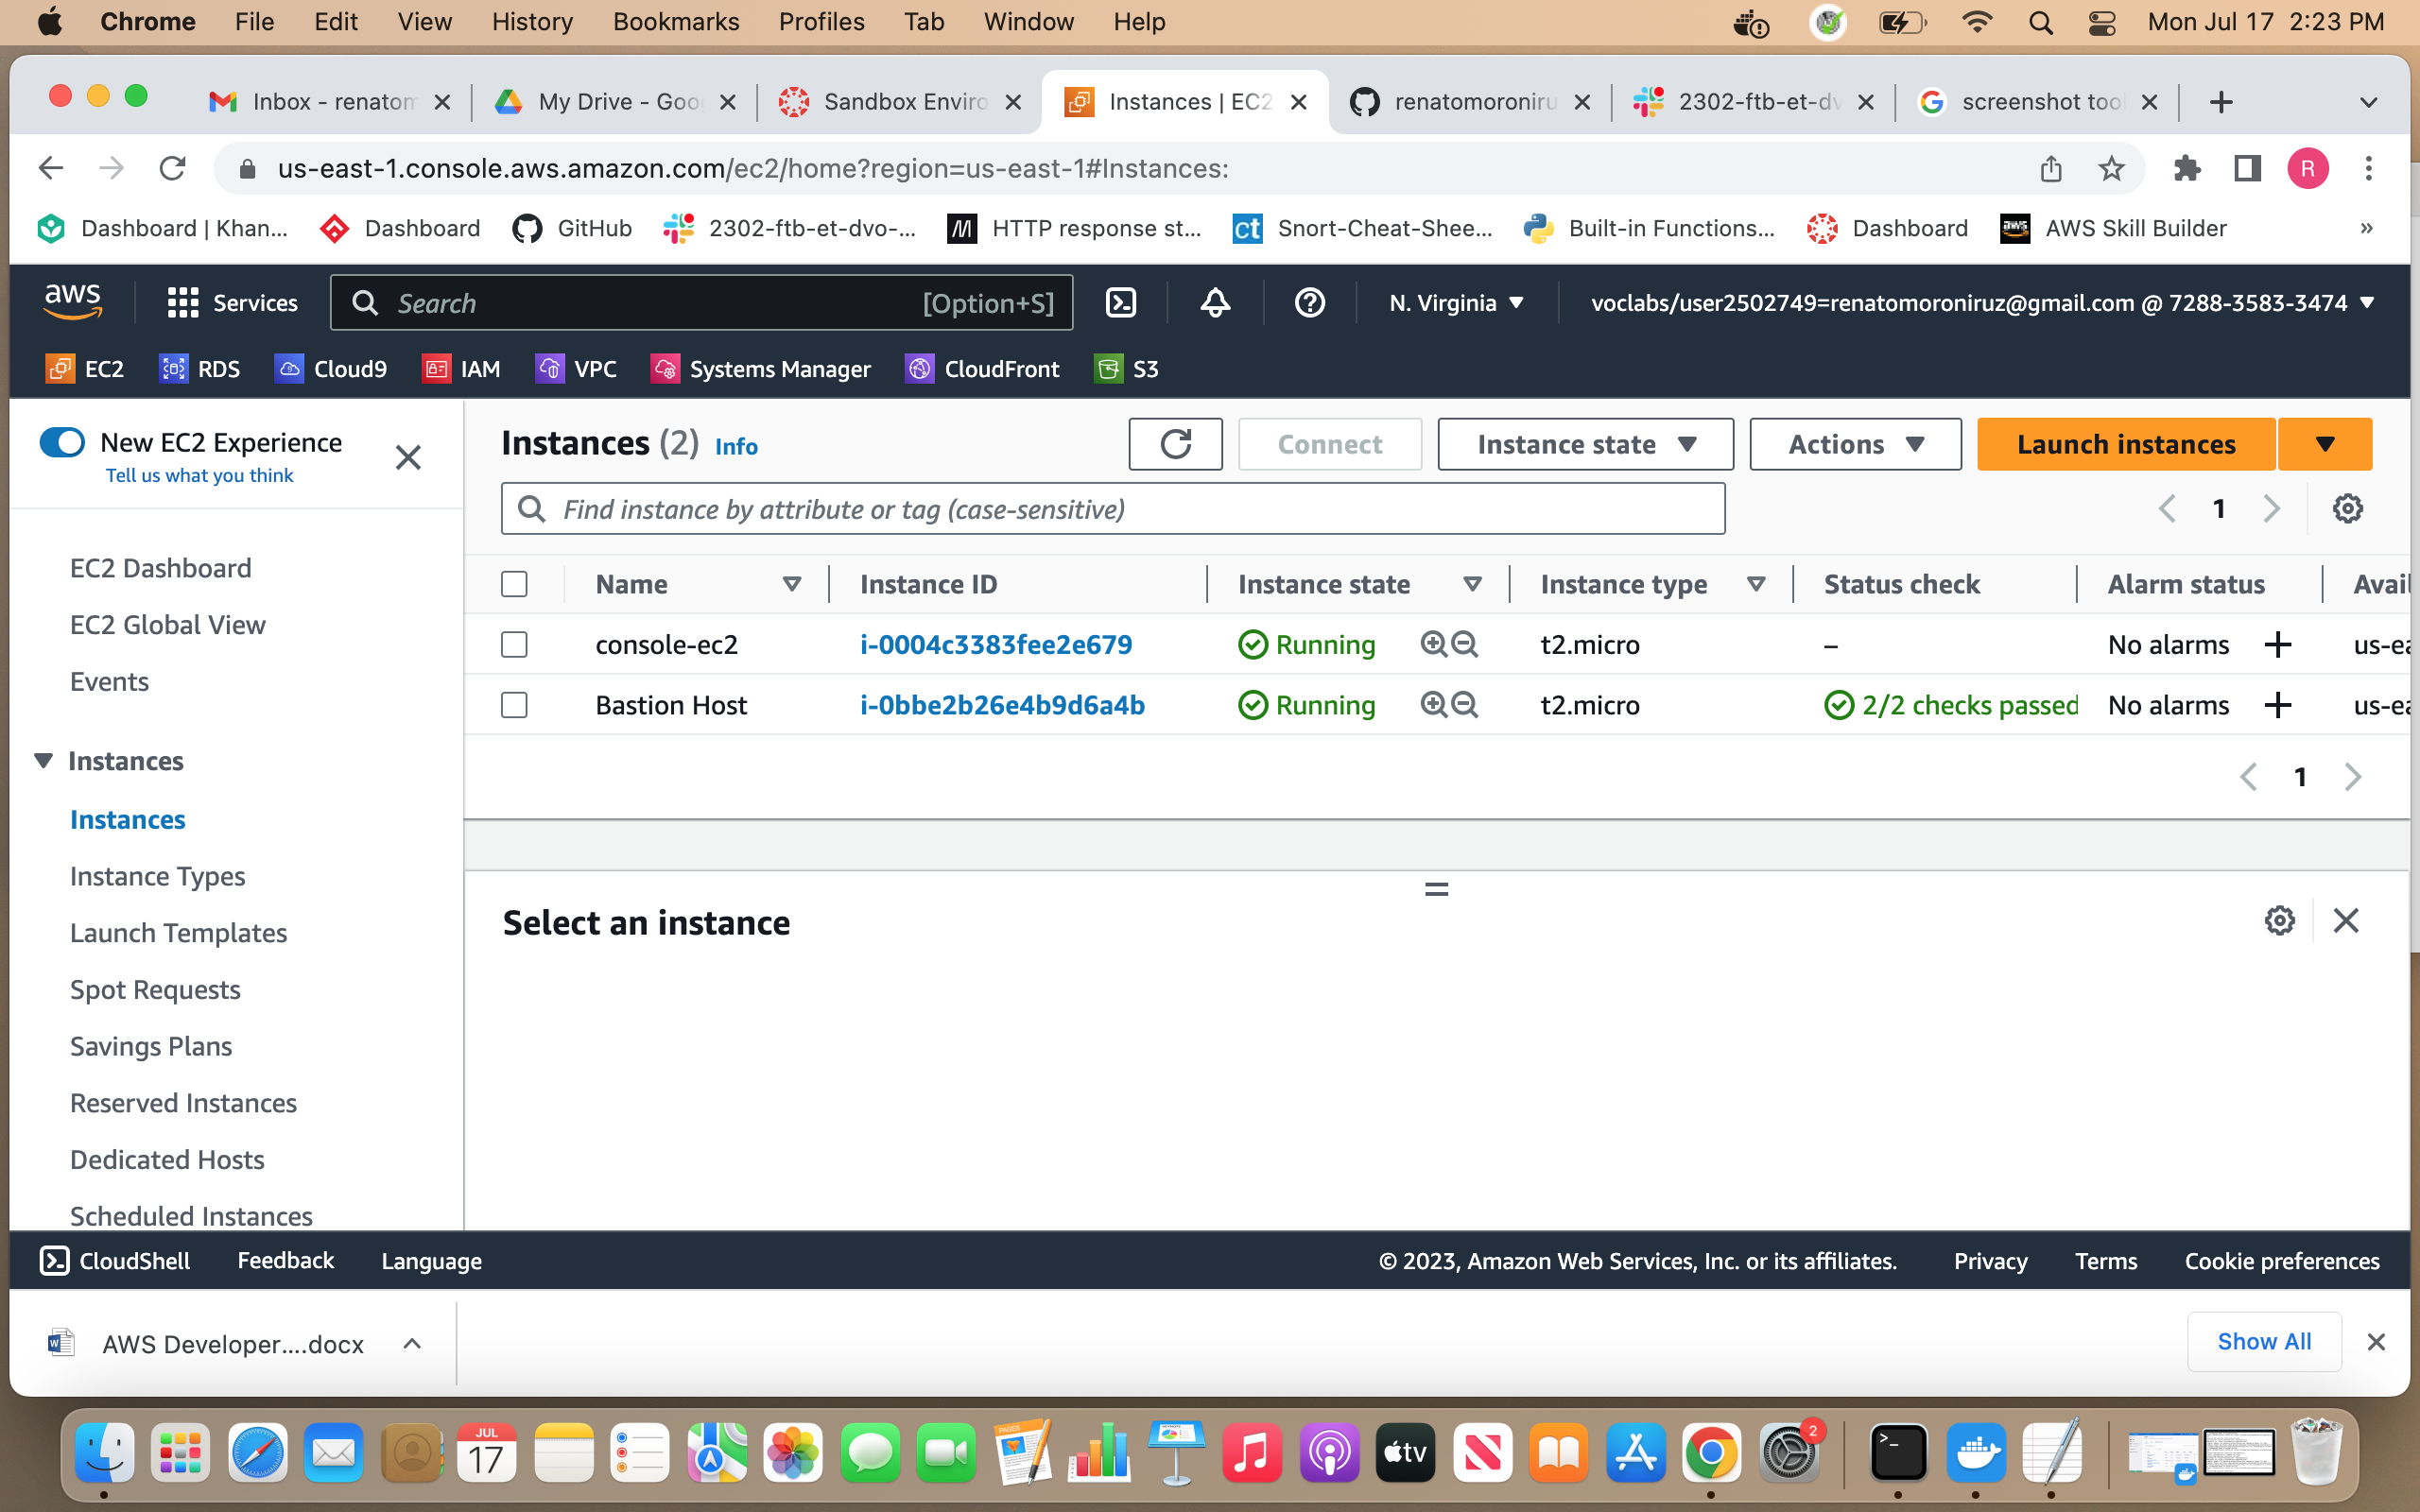 Chrome File Edit View History Bookmarks Profiles Tab Window Help Mon Jul 17 2:23 PM
Inbox - renatom My Drive - Goo Sandbox Enviro Instances | EC2 renatomoroniru 2302-ftb-et-dv screenshot too
us-east-1.console.aws.amazon.com/ec2/home?region=us-east-1#Instances: R
Dashboard | Khan... Dashboard GitHub 2302-ftb-et-dvo-... M HTTP response st... ct Snort-Cheat-Shee... Built-in Functions... Dashboard aws AWS Skill Builder »
aws Services Search [Option+S] N. Virginia voclabs/user2502749=renatomoroniruz@gmail.com @ 7288-3583-3474
EC2 RDS Cloud9 IAM VPC Systems Manager CloudFront S3
New EC2 Experience
Tell us what you think
EC2 Dashboard
EC2 Global View
Events
Instances
Instances
Instance Types
Launch Templates
Spot Requests
Savings Plans
Reserved Instances
Dedicated Hosts
Scheduled Instances
Instances (2) Info Connect Instance state Actions Launch instances
Find instance by attribute or tag (case-sensitive) 1
Name Instance ID Instance state Instance type Status check Alarm status Avail
console-ec2 i-0004c3383fee2e679 Running t2.micro – No alarms + us-ea
Bastion Host i-0bbe2b26e4b9d6a4b Running t2.micro 2/2 checks passed No alarms + us-ea
1
Select an instance
CloudShell Feedback Language © 2023, Amazon Web Services, Inc. or its affiliates. Privacy Terms Cookie preferences
W AWS Developer....docx Show All
JUL
17
PAGES
tv
2
>_